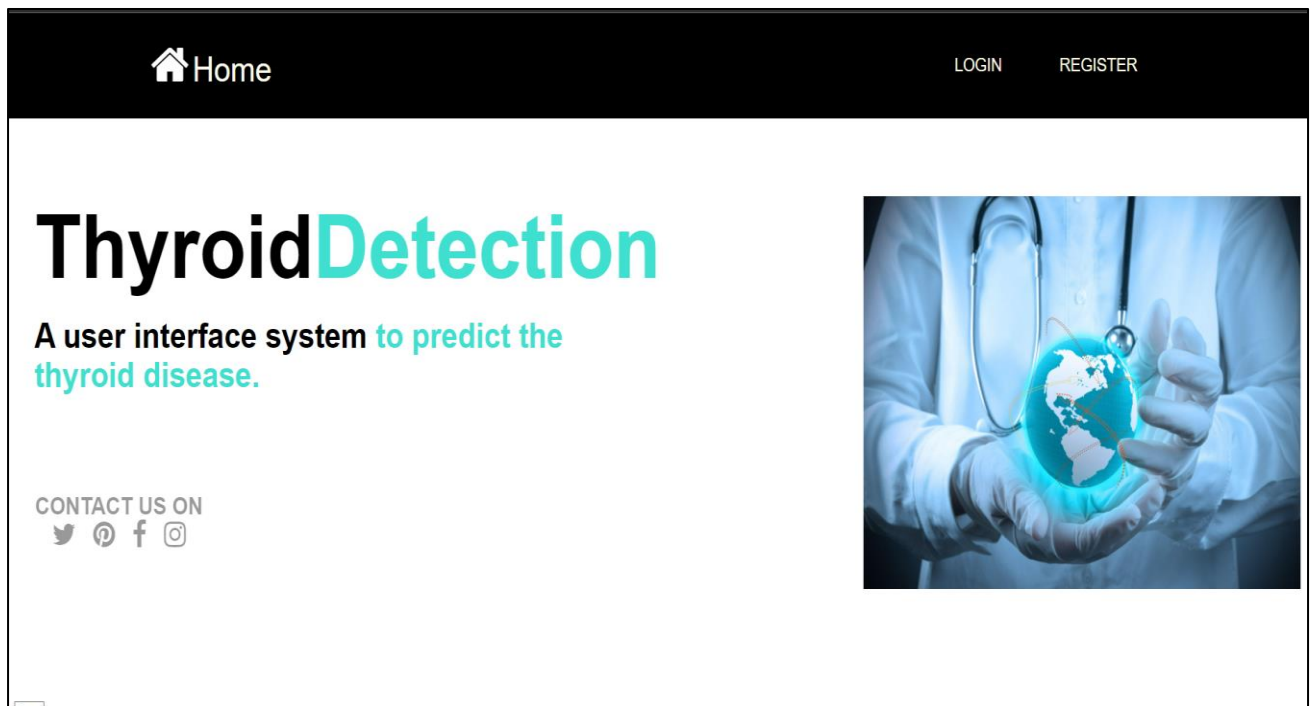 Home
LOGIN
REGISTER
ThyroidDetection
A user interface system to predict the
thyroid disease.
CONTACT US ON